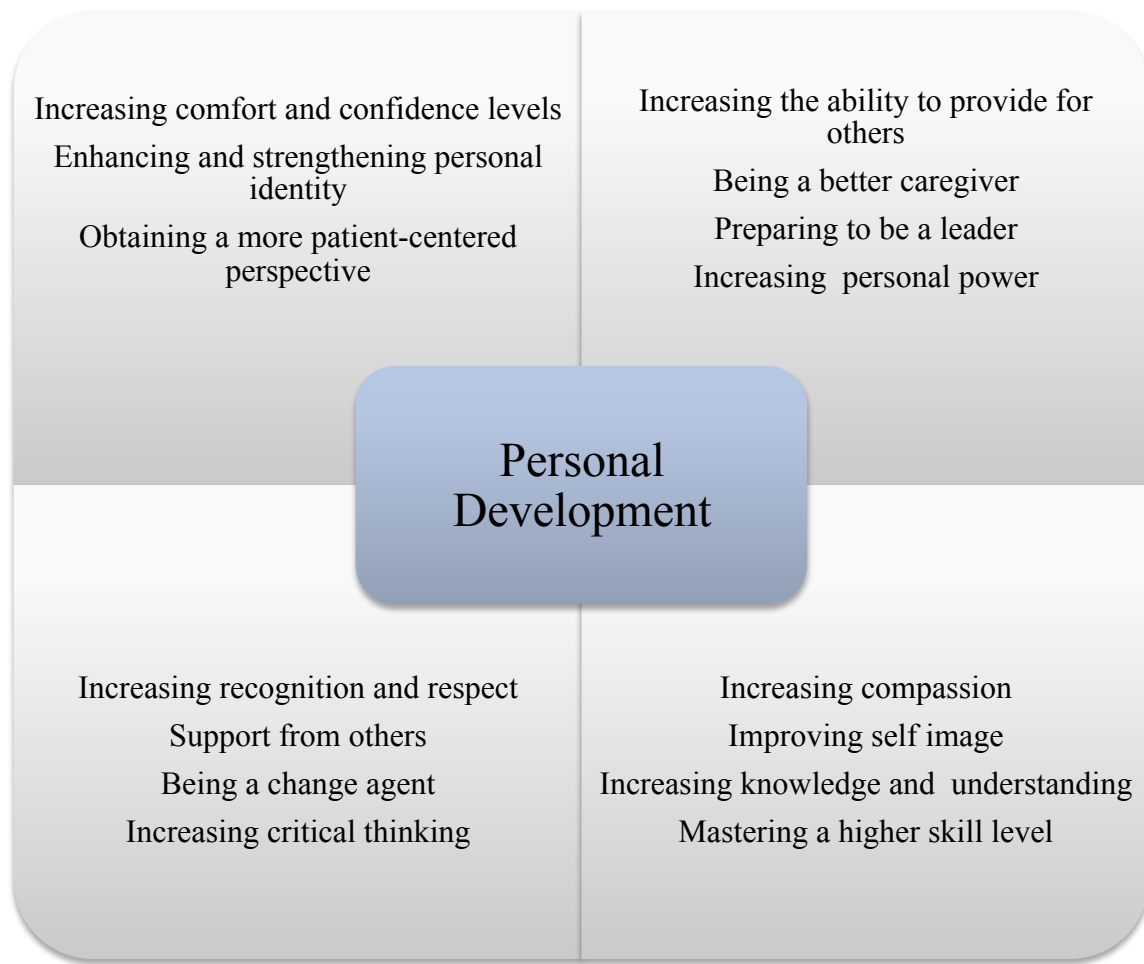 Increasing comfort and confidence levels
Enhancing and strengthening personal
identity
Obtaining a more patient-centered
perspective
Increasing the ability to provide for
others
Being a better caregiver
Preparing to be a leader
Increasing  personal power
Personal
Development
Increasing recognition and respect
Support from others
Being a change agent
Increasing critical thinking
Increasing compassion
Improving self image
Increasing knowledge and  understanding
Mastering a higher skill level